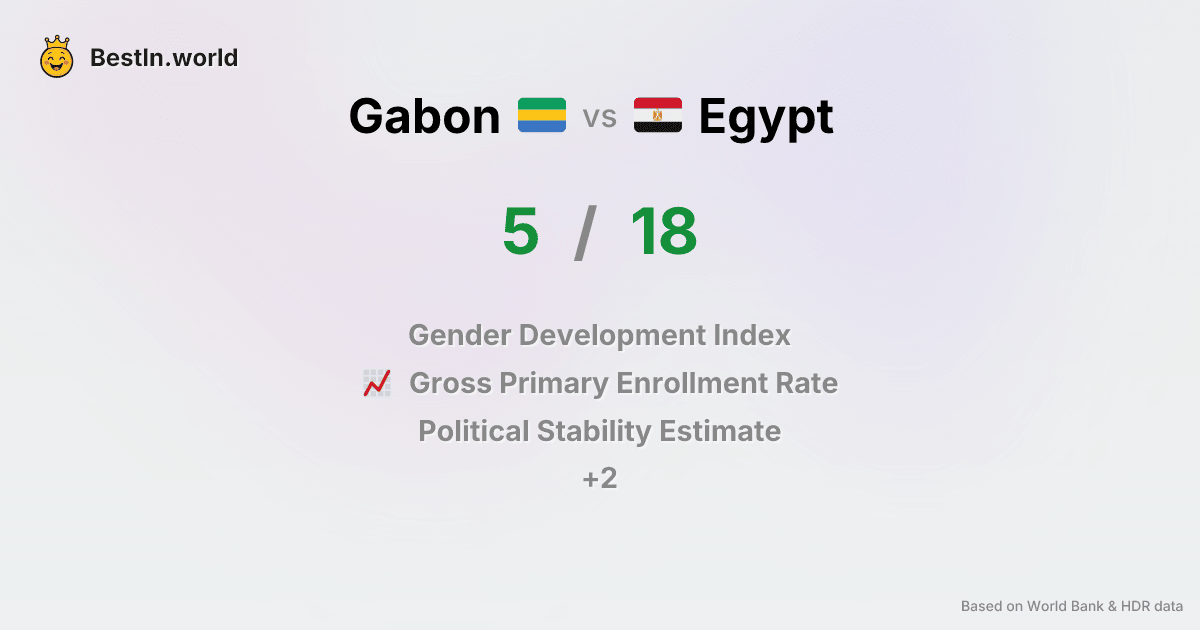 BestIn.world
Gabon vs Egypt
5 / 18
Gender Development Index
Gross Primary Enrollment Rate
Political Stability Estimate
+2
Based on World Bank & HDR data